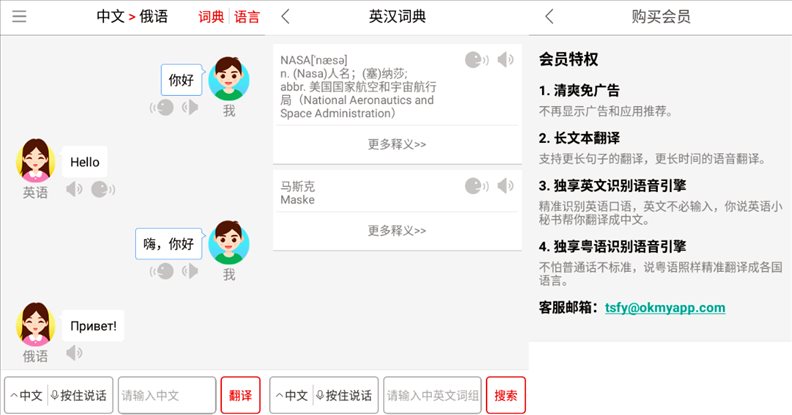 中文 > 俄语
词典 | 语言
你好
我
Hello
英语
嗨，你好
我
Привет!
俄语
中文
按住说话
请输入中文
翻译
英汉词典
NASA['næsə]
n. (Nasa)人名；(塞)纳莎;
abbr. 美国国家航空和宇宙航行
局（National Aeronautics and
Space Administration）
更多释义>>
马斯克
Maske
更多释义>>
中文
按住说话
请输入中英文词组
搜索
购买会员
会员特权
1. 清爽免广告
不再显示广告和应用推荐。
2. 长文本翻译
支持更长句子的翻译，更长时间的语音翻译。
3. 独享英文识别语音引擎
精准识别英语口语，英文不必输入，你说英语小
秘书帮你翻译成中文。
4. 独享粤语识别语音引擎
不怕普通话不标准，说粤语照样精准翻译成各国
语言。
客服邮箱：tsfy@okmyapp.com